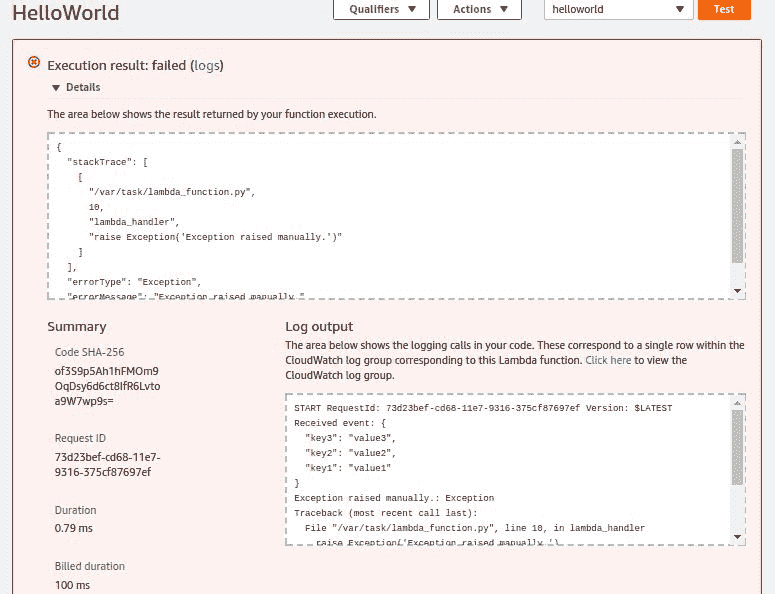 HelloWorld
Qualifiers
Actions
helloworld
Test
Execution result: failed (logs)
Details
The area below shows the result returned by your function execution.
{
"stackTrace": [
[
"/var/task/lambda_function.py",
10,
"lambda_handler",
"raise Exception('Exception raised manually.')"
]
],
"errorType": "Exception",
"errorMessage": "Exception raised manually."
Summary
Code SHA-256
of3S9p5Ah1hFMOm9
OqDsy6d6ct8IfR6Lvto
a9W7wp9s=
Request ID
73d23bef-cd68-11e7-
9316-375cf87697ef
Duration
0.79 ms
Billed duration
100 ms
Log output
The area below shows the logging calls in your code. These correspond to a single row within the
CloudWatch log group corresponding to this Lambda function. Click here to view the
CloudWatch log group.
START RequestId: 73d23bef-cd68-11e7-9316-375cf87697ef Version: $LATEST
Received event: {
"key3": "value3",
"key2": "value2",
"key1": "value1"
}
Exception raised manually.: Exception
Traceback (most recent call last):
File "/var/task/lambda_function.py", line 10, in lambda_handler
raise Exception('Exception raised manually.')